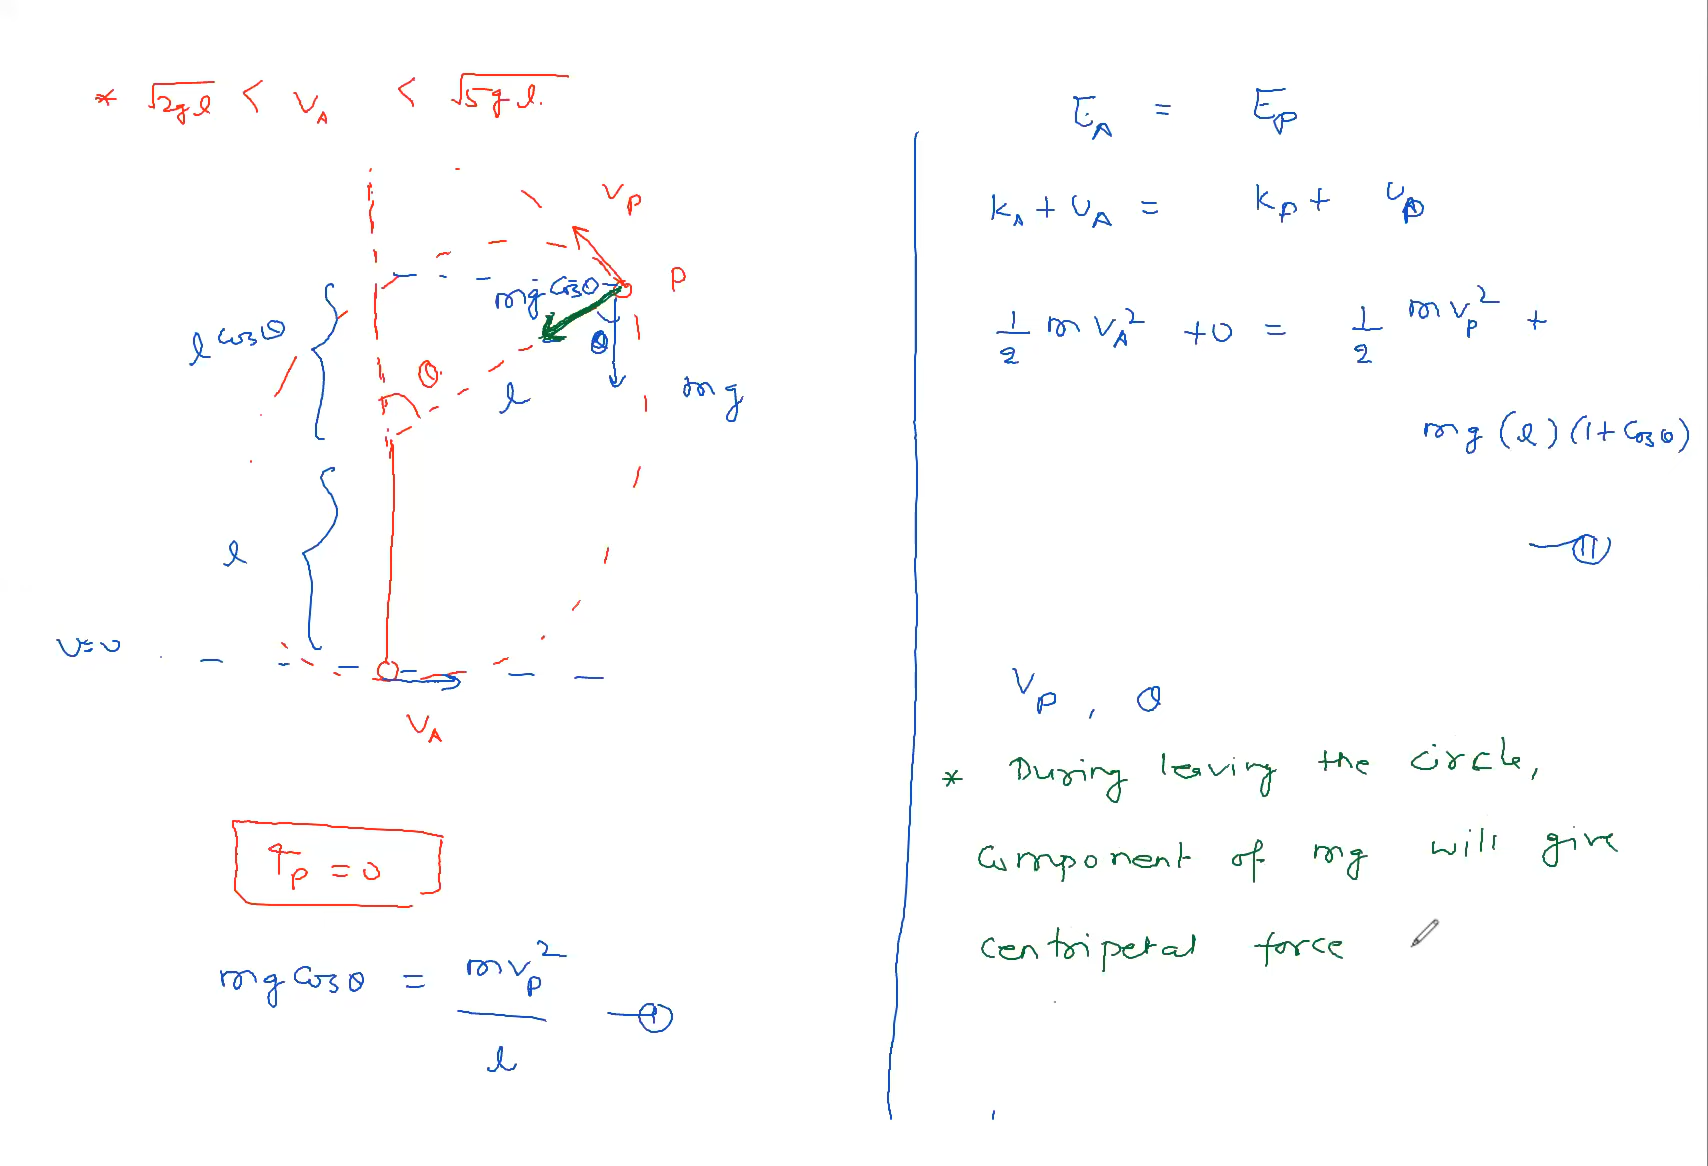 * √2gl < V_A < √5gl.
V_P
P
mg cosθ
l cosθ
θ
θ
l
mg
l
U=0
V_A
T_P = 0
mg cosθ = mv_P² / l —①
E_A = E_P
K_A + U_A = K_P + U_P
1/2 m V_A² + 0 = 1/2 m V_P² +
mg (l) (1 + cosθ)
—⑪
V_P , θ
* During leaving the circle,
component of mg will give
centripetal force